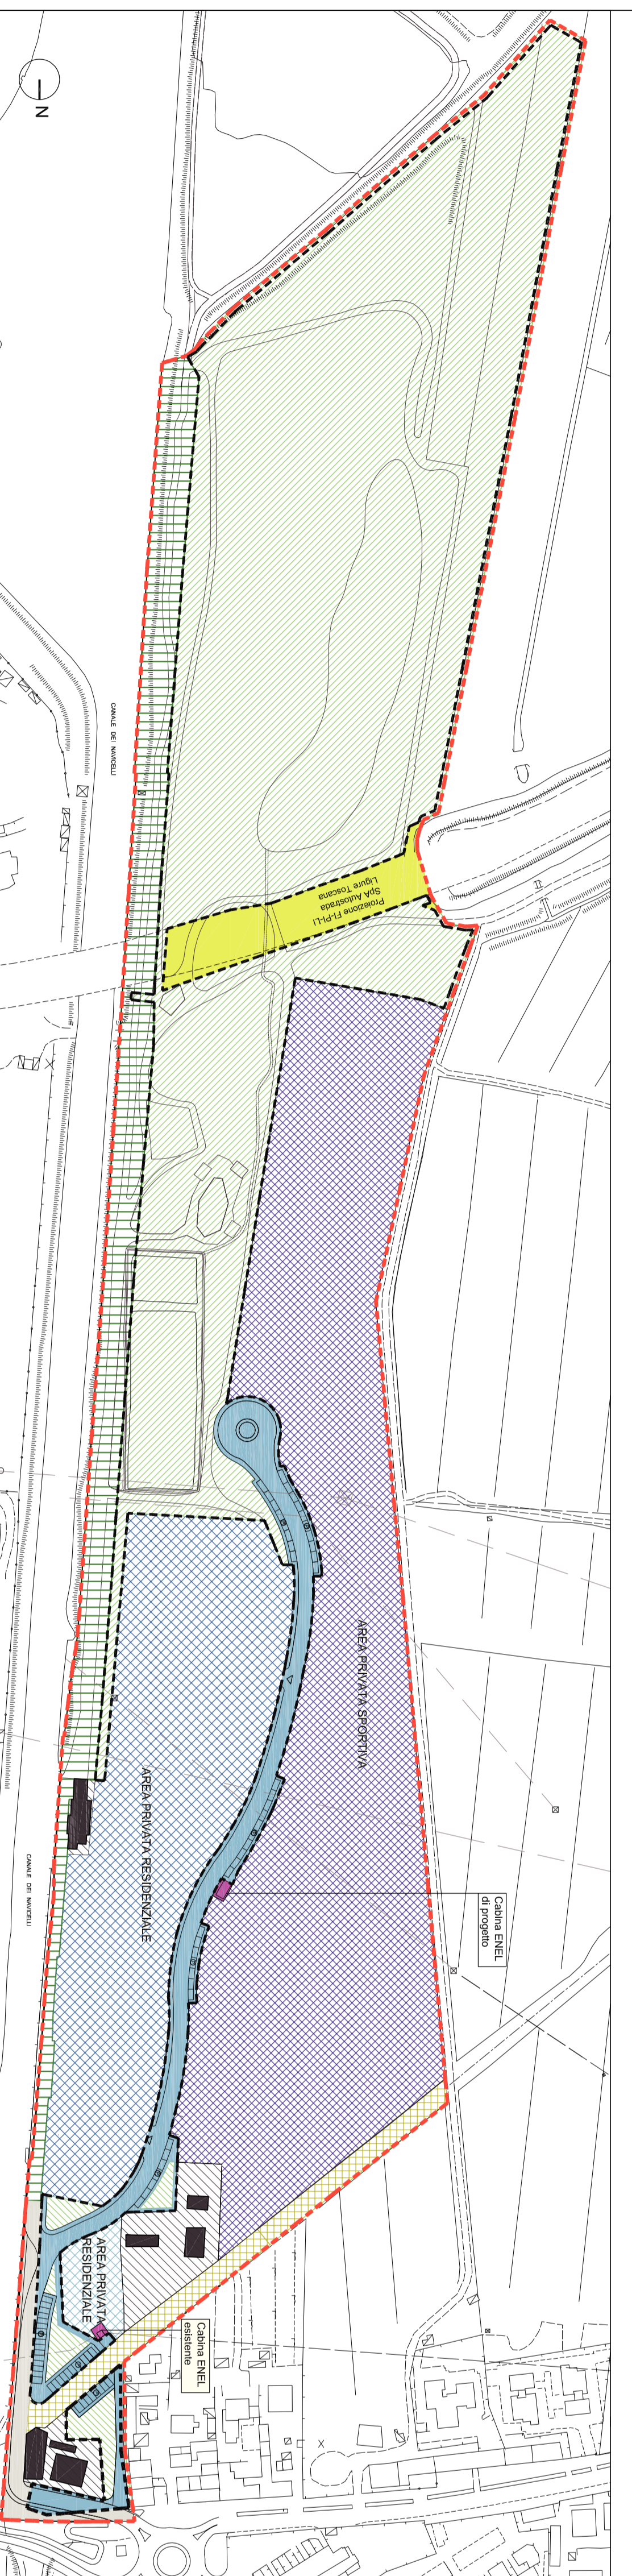 N
CANALE DEI NAVICELLI
Proiezione FI-PI-LI
SpA Autostrada
Ligure Toscana
AREA PRIVATA SPORTIVA
AREA PRIVATA RESIDENZIALE
Cabina ENEL
di progetto
CANALE DEI NAVICELLI
AREA PRIVATA
RESIDENZIALE
Cabina ENEL
esistente